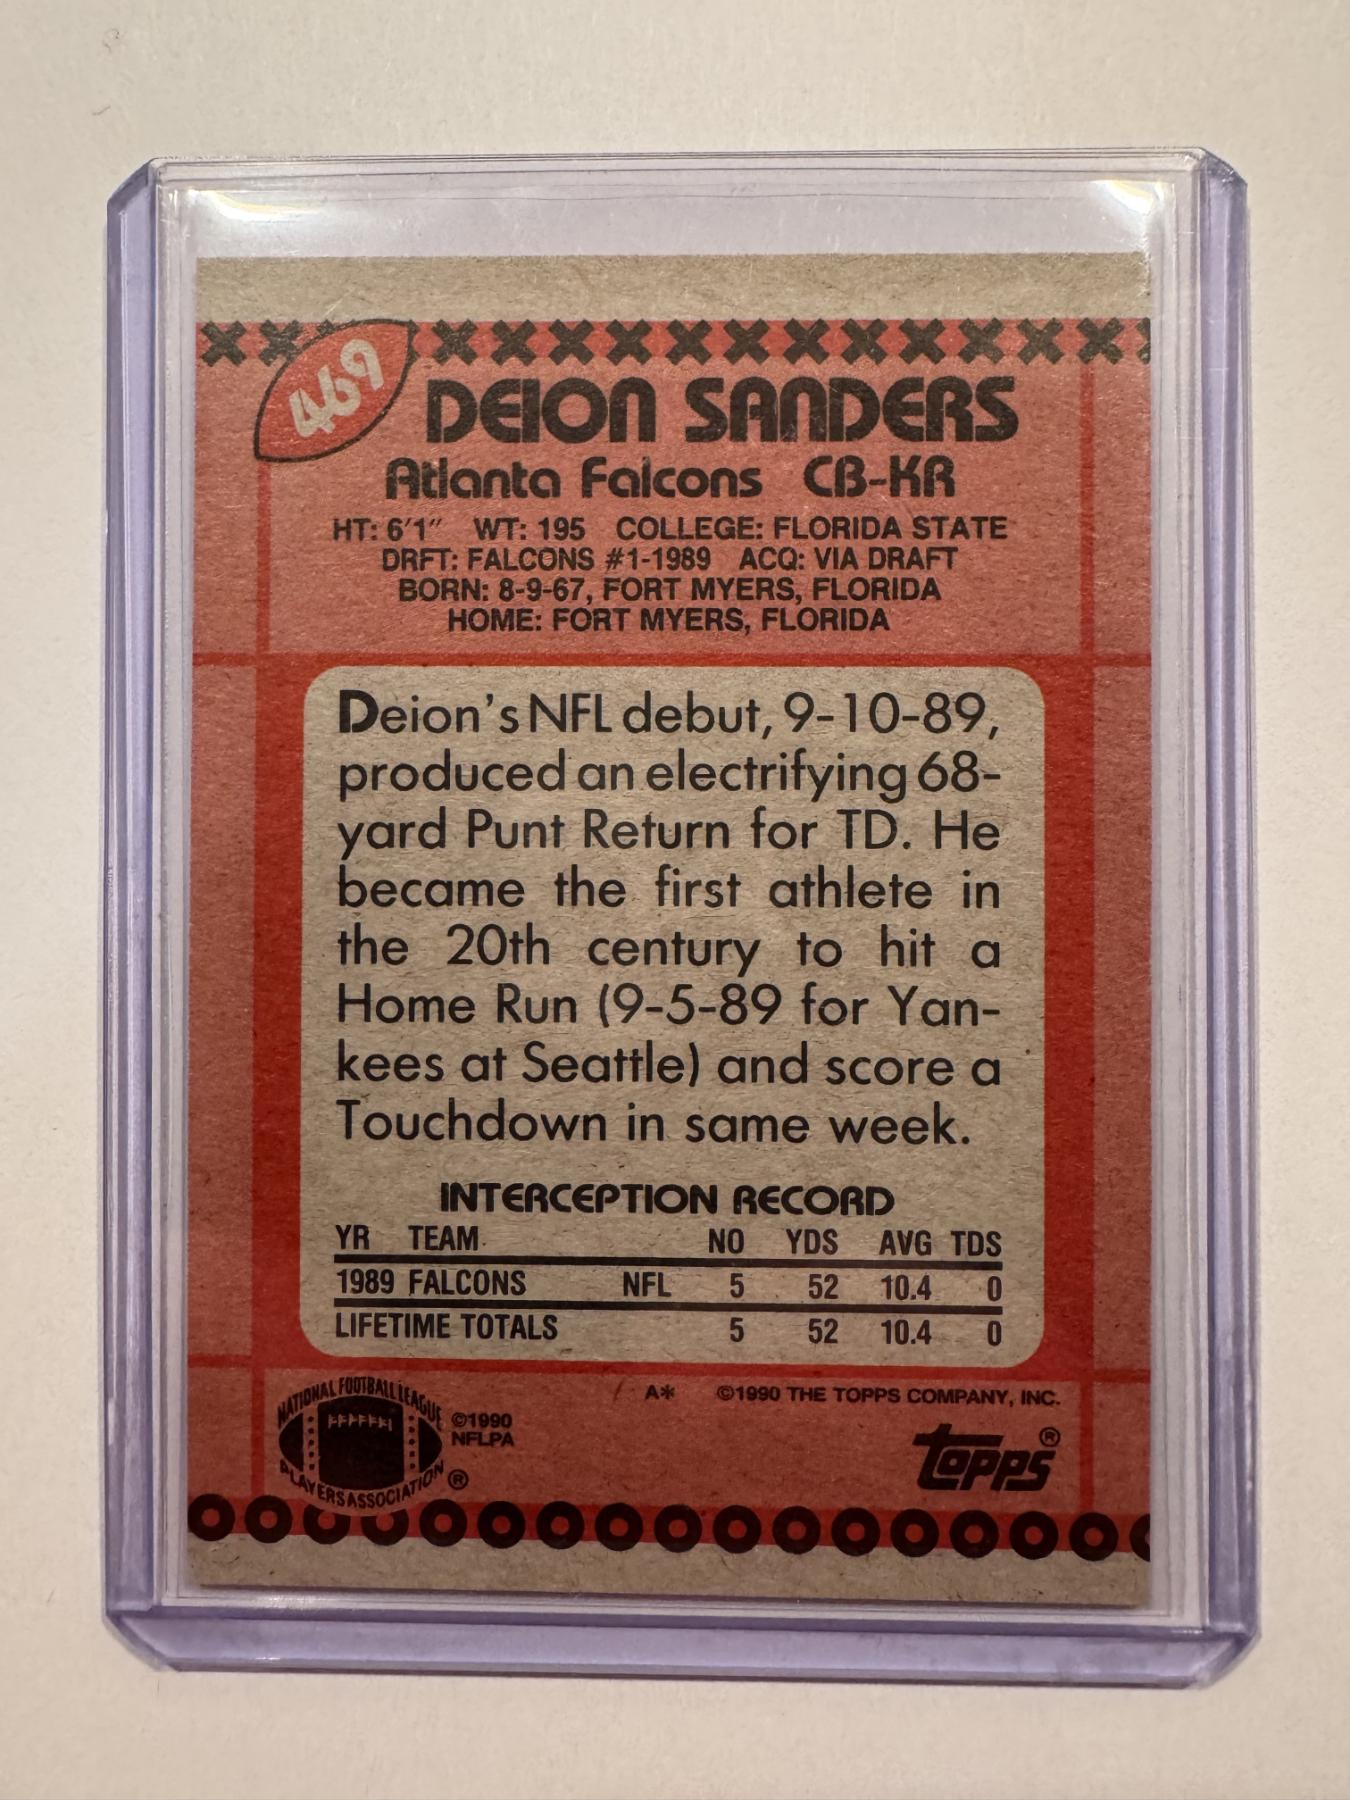 469
DEION SANDERS
Atlanta Falcons CB-KR
HT: 6'1" WT: 195 COLLEGE: FLORIDA STATE
DRFT: FALCONS #1-1989 ACQ: VIA DRAFT
BORN: 8-9-67, FORT MYERS, FLORIDA
HOME: FORT MYERS, FLORIDA
Deion's NFL debut, 9-10-89,
produced an electrifying 68-
yard Punt Return for TD. He
became the first athlete in
the 20th century to hit a
Home Run (9-5-89 for Yan-
kees at Seattle) and score a
Touchdown in same week.
INTERCEPTION RECORD
YR TEAM NO YDS AVG TDS
1989 FALCONS NFL 5 52 10.4 0
LIFETIME TOTALS 5 52 10.4 0
A* ©1990 THE TOPPS COMPANY, INC.
NATIONAL FOOTBALL LEAGUE
PLAYERS ASSOCIATION ®
©1990
NFLPA
TOPPS®